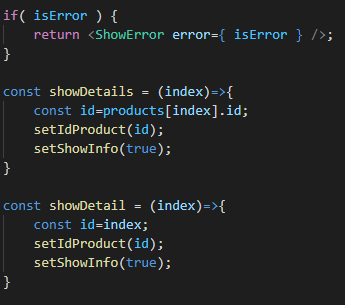 if( isError ) {
    return <ShowError error={ isError } />;
}

const showDetails = (index)=>{
    const id=products[index].id;
    setIdProduct(id);
    setShowInfo(true);
}

const showDetail = (index)=>{
    const id=index;
    setIdProduct(id);
    setShowInfo(true);
}